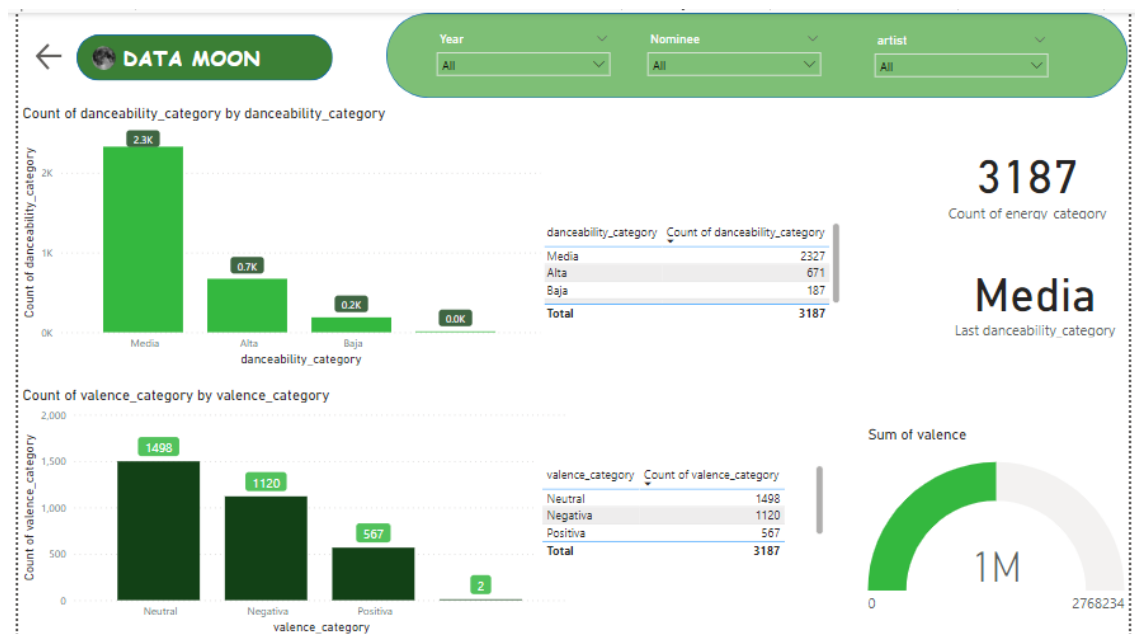 DATA MOON
Year
Nominee
artist
All
All
All
Count of danceability_category by danceability_category
Count of danceability_category
2K
1K
0K
2.3K
0.7K
0.2K
0.0K
Media
Alta
Baja
danceability_category
danceability_category Count of danceability_category
Media 2327
Alta 671
Baja 187
Total 3187
3187
Count of energy_category
Media
Last danceability_category
Count of valence_category by valence_category
Count of valence_category
2,000
1,500
1,000
500
0
1498
1120
567
2
Neutral
Negativa
Positiva
valence_category
valence_category Count of valence_category
Neutral 1498
Negativa 1120
Positiva 567
Total 3187
Sum of valence
1M
0
2768234